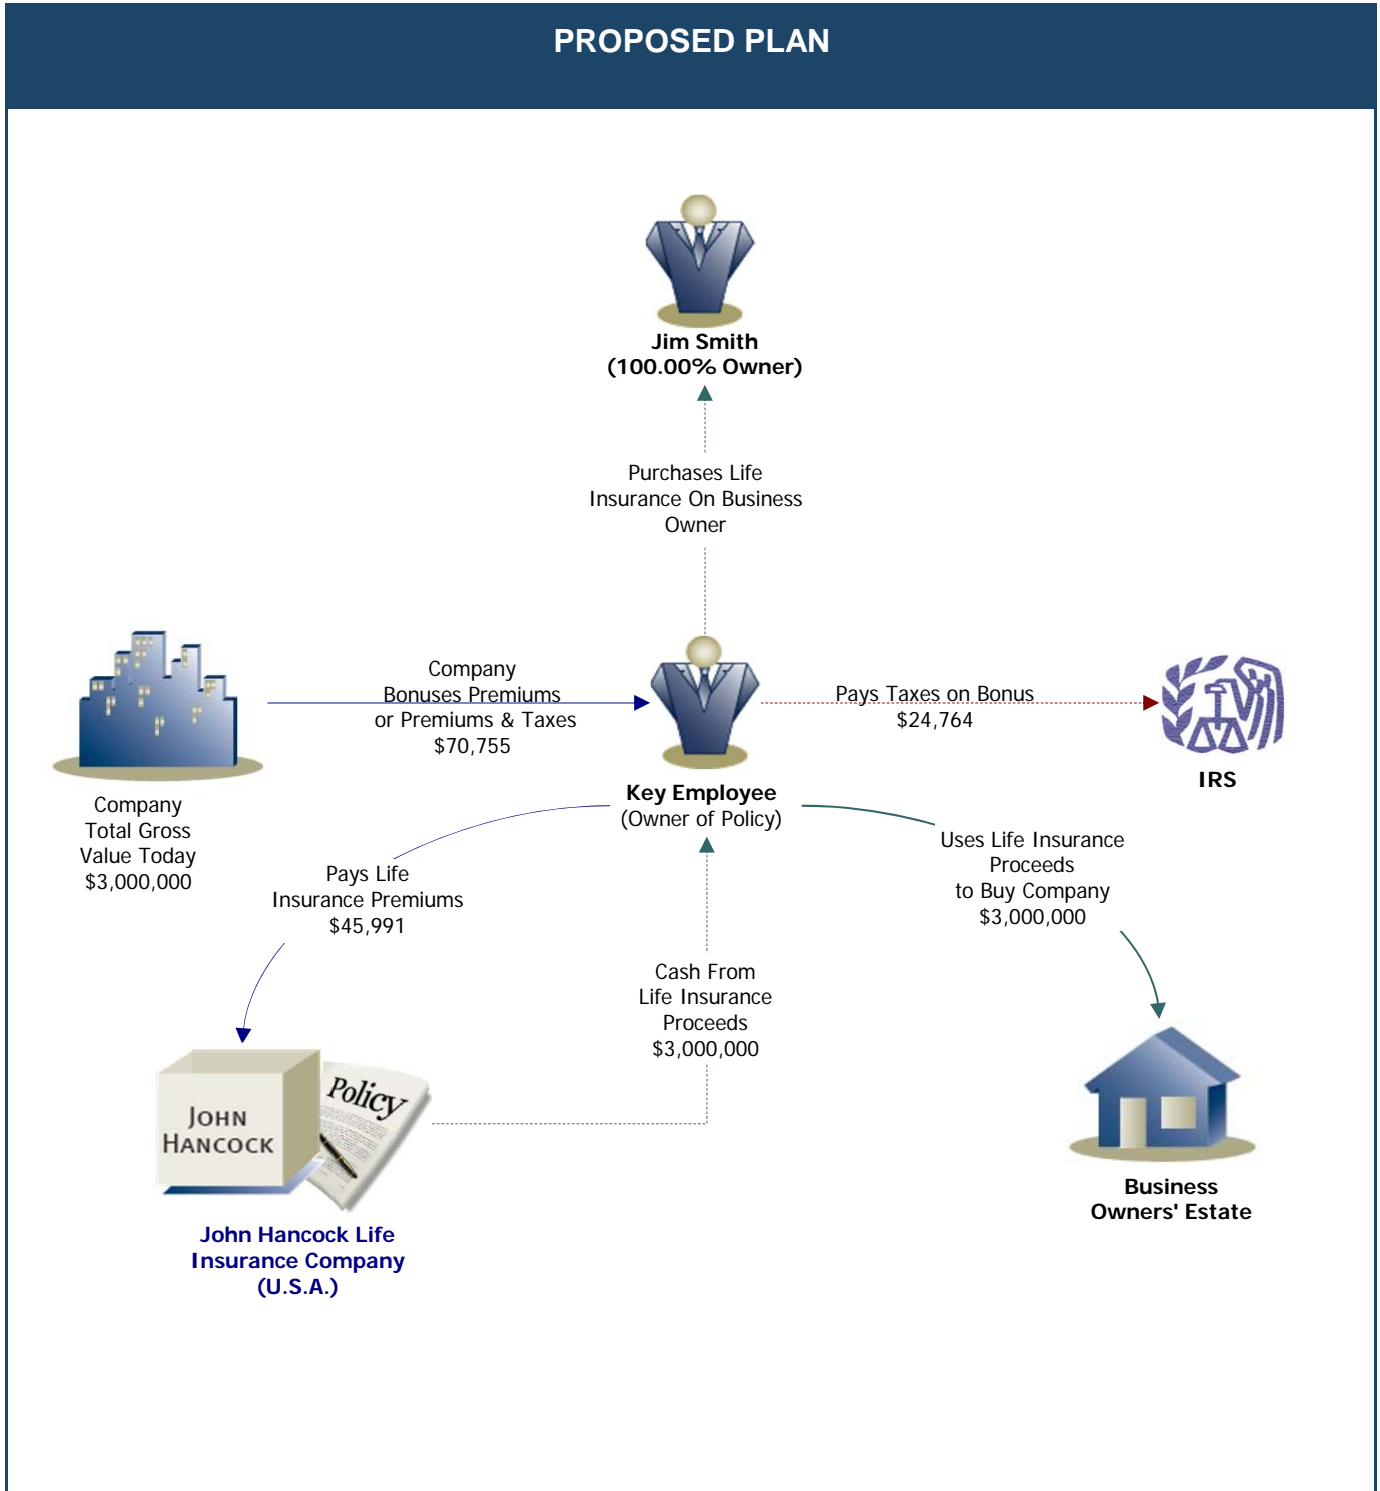 PROPOSED PLAN
Jim Smith
(100.00% Owner)
Purchases Life
Insurance On Business
Owner
Company
Bonuses Premiums
or Premiums & Taxes
$70,755
Pays Taxes on Bonus
$24,764
IRS
Company
Total Gross
Value Today
$3,000,000
Key Employee
(Owner of Policy)
Pays Life
Insurance Premiums
$45,991
Uses Life Insurance
Proceeds
to Buy Company
$3,000,000
Cash From
Life Insurance
Proceeds
$3,000,000
JOHN
HANCOCK
Policy
John Hancock Life
Insurance Company
(U.S.A.)
Business
Owners' Estate